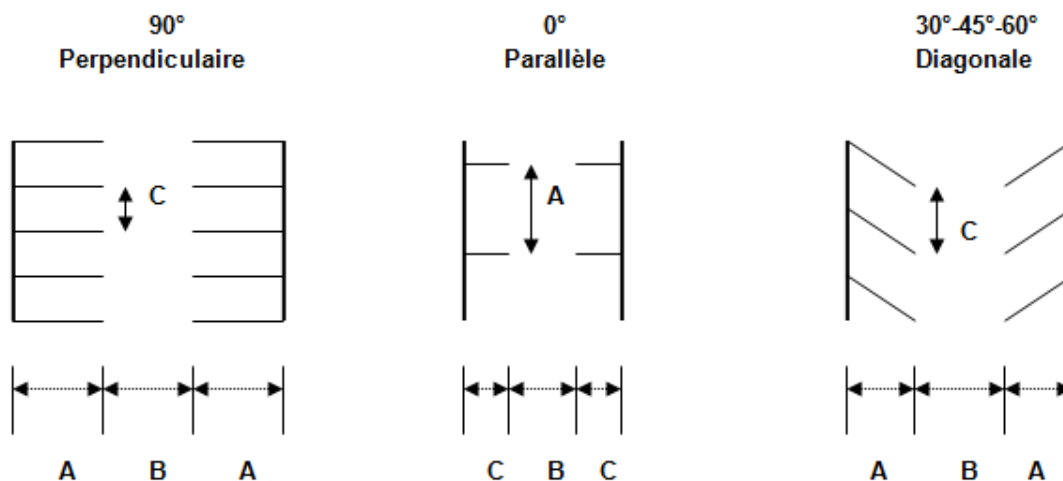 90°
Perpendiculaire
0°
Parallèle
30°-45°-60°
Diagonale
C
A
C
A B A
C B C
A B A